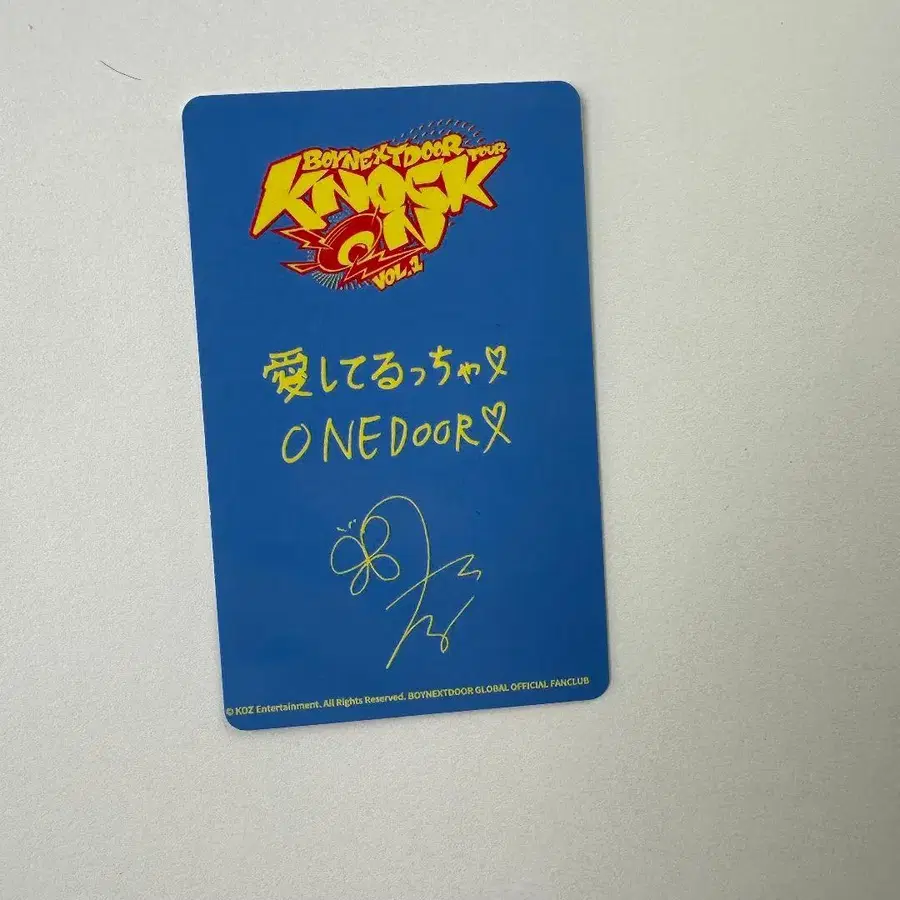 BOYNEXTDOOR TOUR
KNOCK
ON
VOL.1
愛してるっちゃ♡
ONEDOOR♡
© KOZ Entertainment. All Rights Reserved. BOYNEXTDOOR GLOBAL OFFICIAL FANCLUB